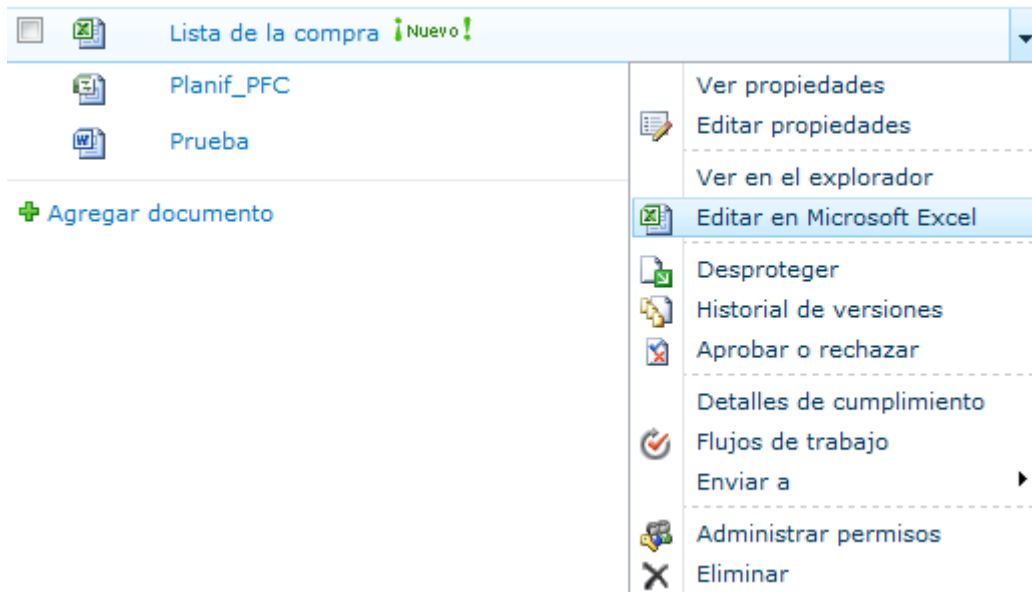 Lista de la compra ¡Nuevo!
Planif_PFC
Prueba
Agregar documento
Ver propiedades
Editar propiedades
Ver en el explorador
Editar en Microsoft Excel
Desproteger
Historial de versiones
Aprobar o rechazar
Detalles de cumplimiento
Flujos de trabajo
Enviar a
Administrar permisos
Eliminar